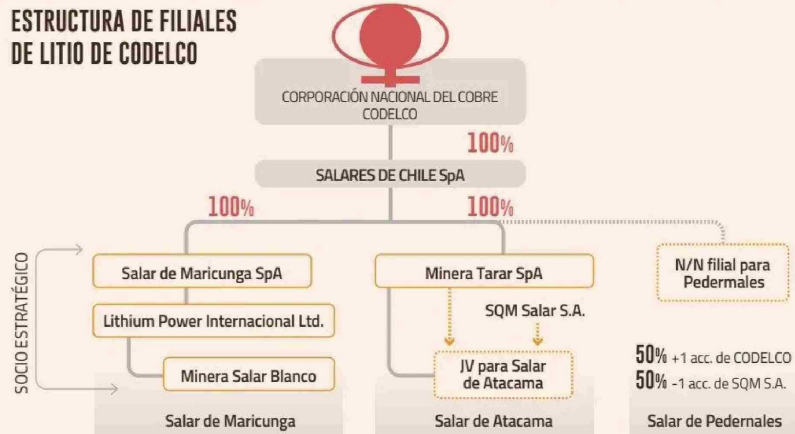 ESTRUCTURA DE FILIALES
DE LITIO DE CODELCO
CORPORACIÓN NACIONAL DEL COBRE
CODELCO
100%
SALARES DE CHILE SpA
100%
100%
SOCIO ESTRATÉGICO
Salar de Maricunga SpA
Minera Tarar SpA
N/N filial para
Pedermales
Lithium Power Internacional Ltd.
SQM Salar S.A.
Minera Salar Blanco
JV para Salar
de Atacama
50% +1 acc. de CODELCO
50% -1 acc. de SQM S.A.
Salar de Maricunga
Salar de Atacama
Salar de Pedernales